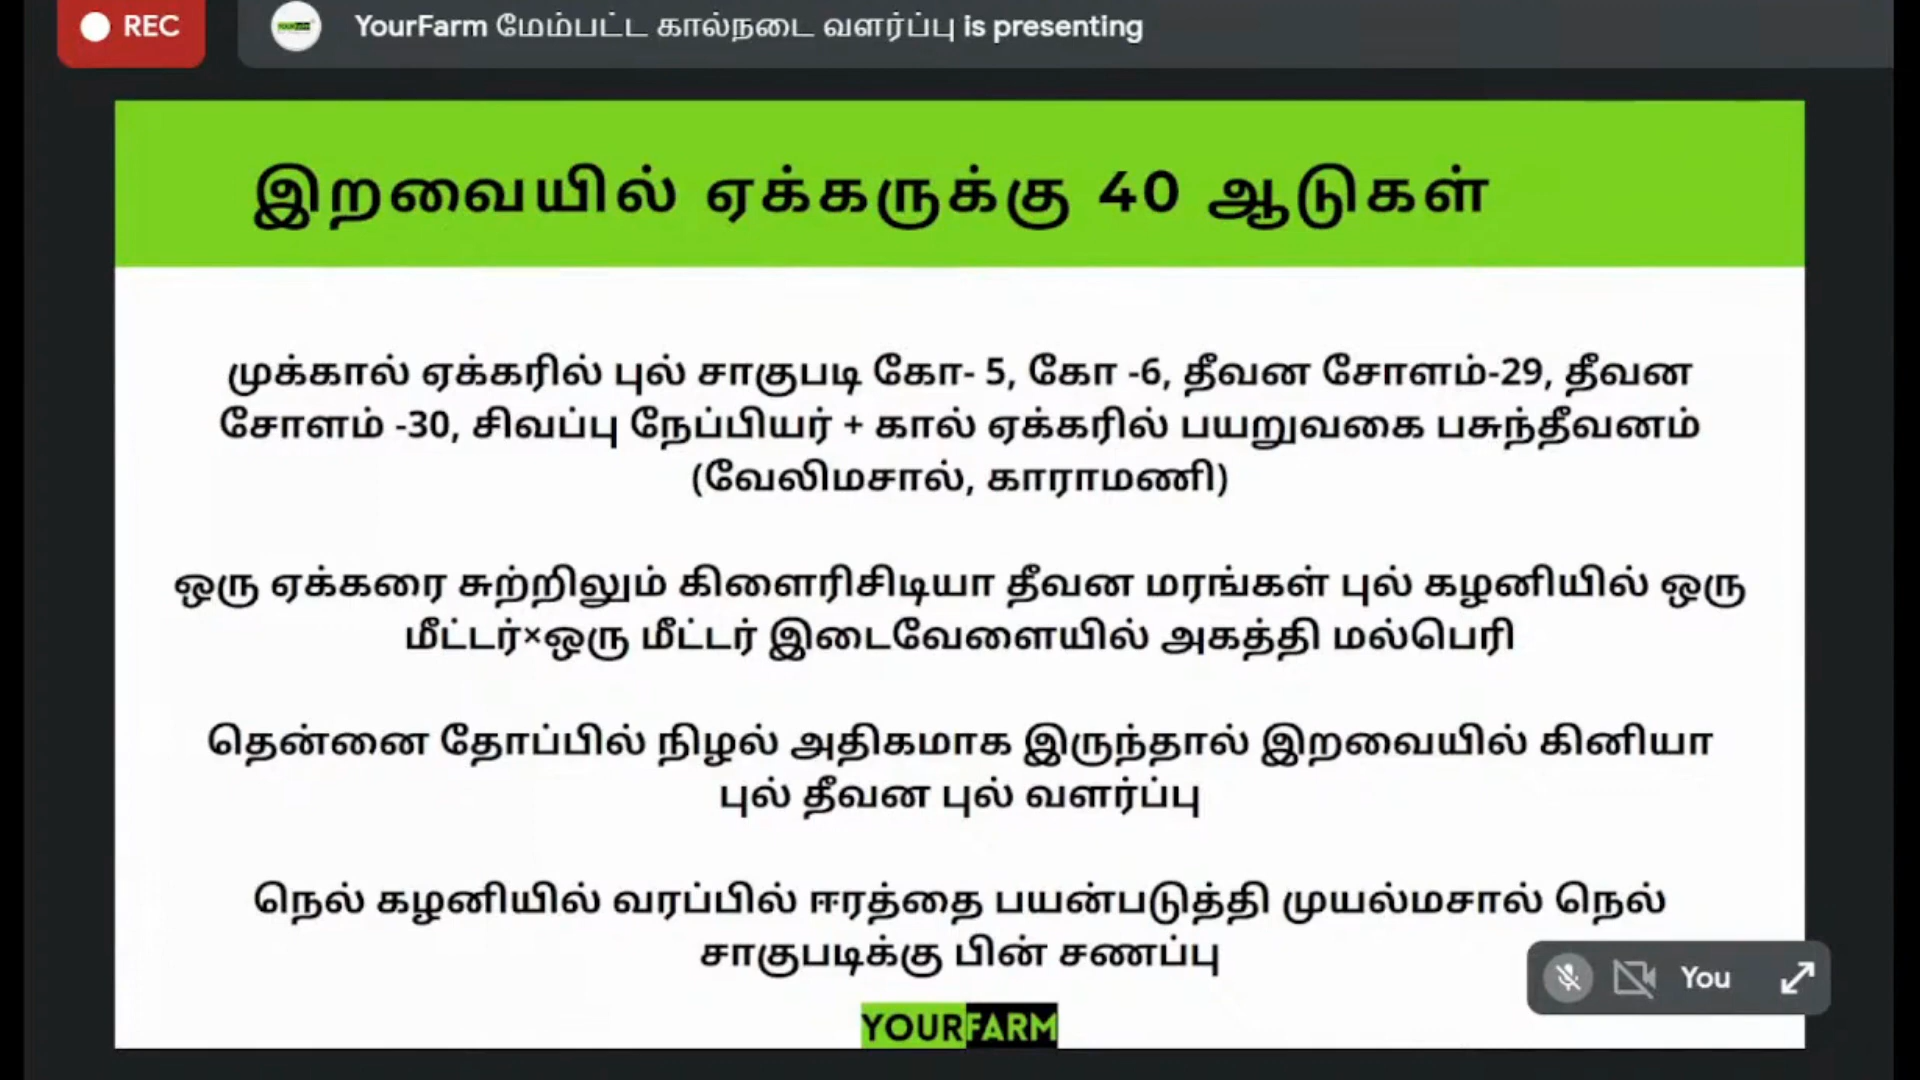 REC
YourFarm மேம்பட்ட கால்நடை வளர்ப்பு is presenting
இறவையில் ஏக்கருக்கு 40 ஆடுகள்
முக்கால் ஏக்கரில் புல் சாகுபடி கோ- 5, கோ -6, தீவன சோளம்-29, தீவன
சோளம் -30, சிவப்பு நேப்பியர் + கால் ஏக்கரில் பயறுவகை பசுந்தீவனம்
(வேலிமசால், காராமணி)
ஒரு ஏக்கரை சுற்றிலும் கிளைரிசிடியா தீவன மரங்கள் புல் கழனியில் ஒரு
மீட்டர்×ஒரு மீட்டர் இடைவேளையில் அகத்தி மல்பெரி
தென்னை தோப்பில் நிழல் அதிகமாக இருந்தால் இறவையில் கினியா
புல் தீவன புல் வளர்ப்பு
நெல் கழனியில் வரப்பில் ஈரத்தை பயன்படுத்தி முயல்மசால் நெல்
சாகுபடிக்கு பின் சணப்பு
You
YOURFARM